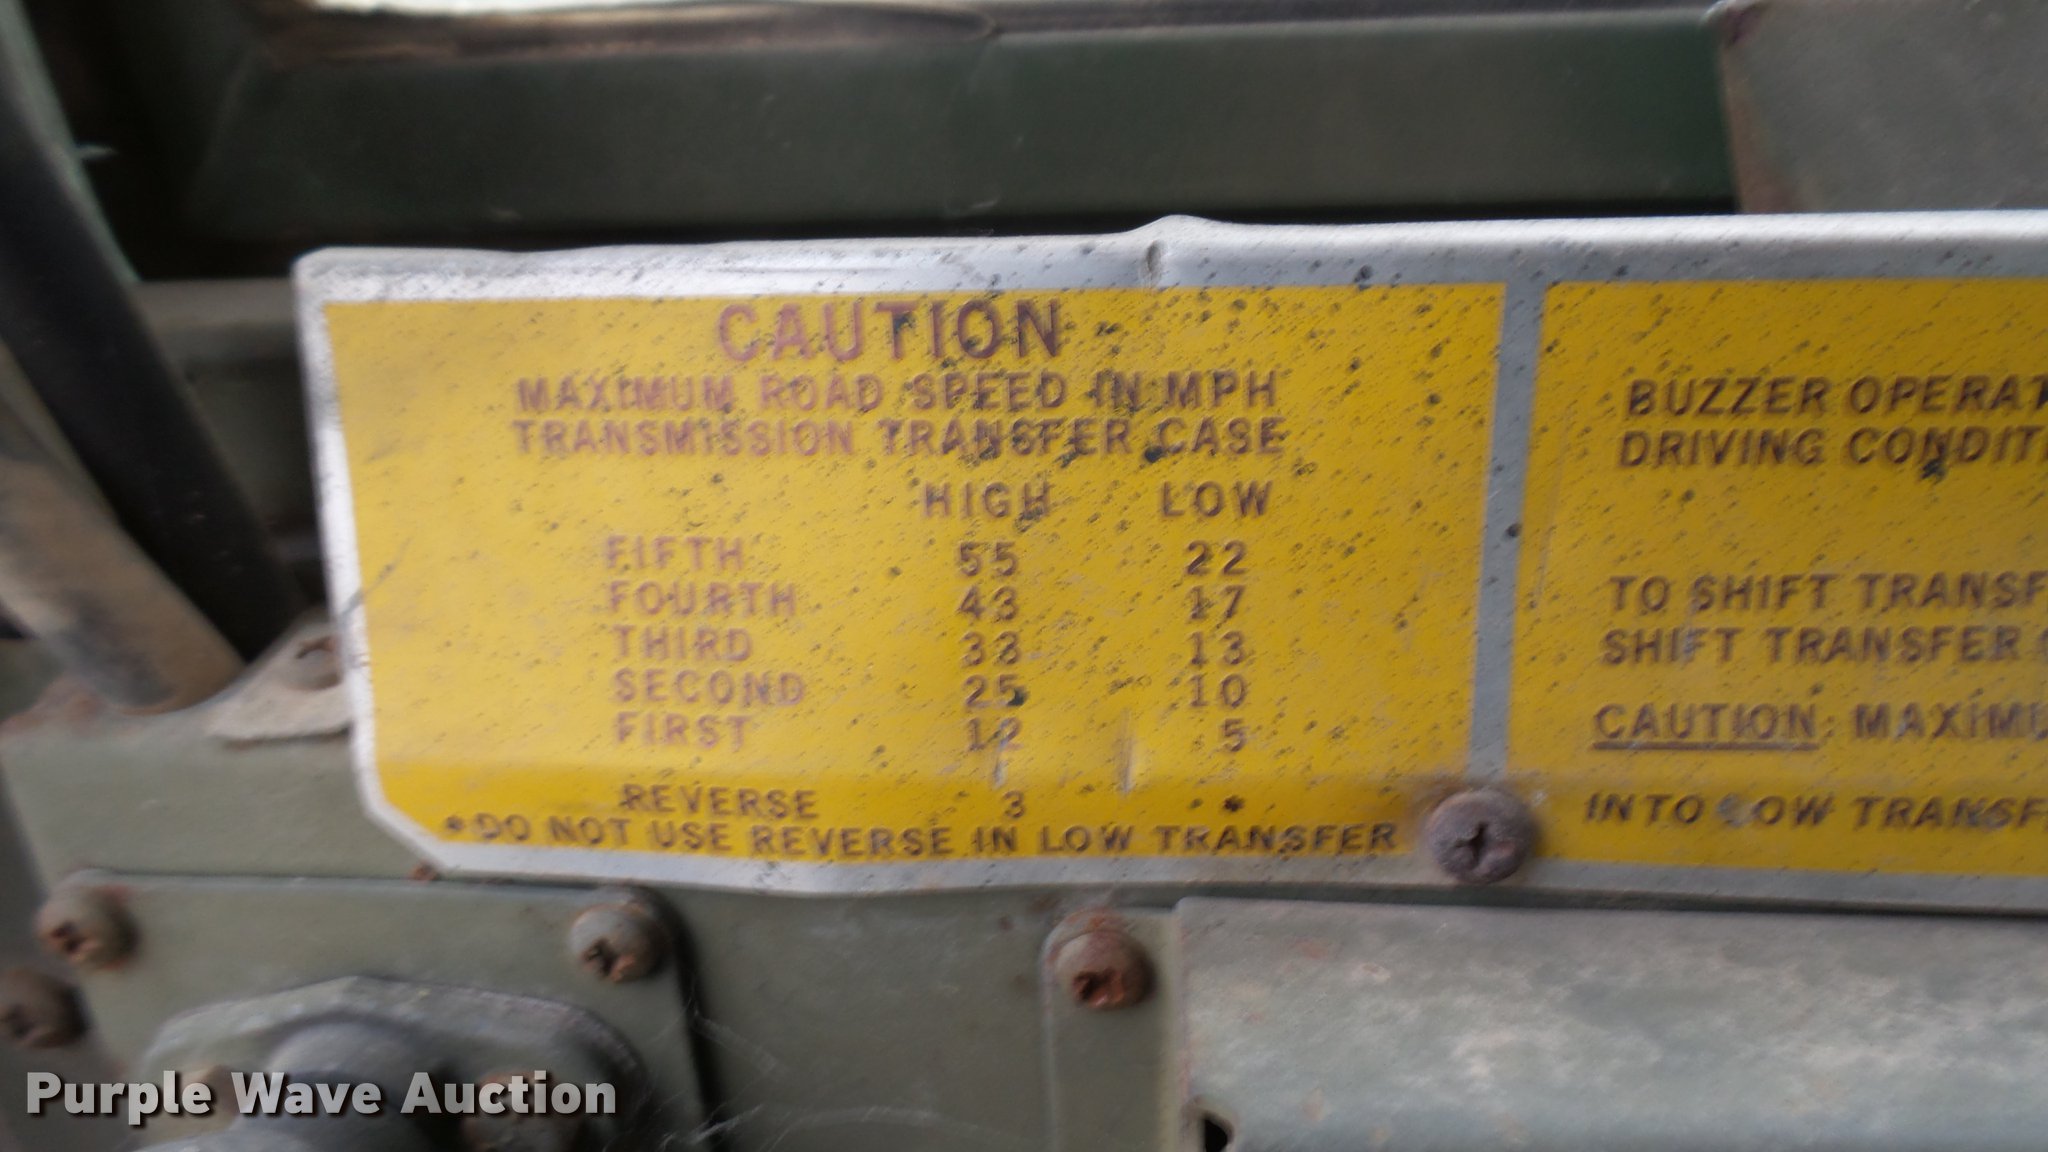 CAUTION
MAXIMUM ROAD SPEED IN MPH
TRANSMISSION TRANSFER CASE
HIGH LOW
FIFTH 55 22
FOURTH 43 17
THIRD 33 13
SECOND 25 10
FIRST 12 5
REVERSE 3 *
*DO NOT USE REVERSE IN LOW TRANSFER
BUZZER OPERAT
DRIVING CONDITI
TO SHIFT TRANSF
SHIFT TRANSFER
CAUTION: MAXIMU
INTO LOW TRANSF
Purple Wave Auction